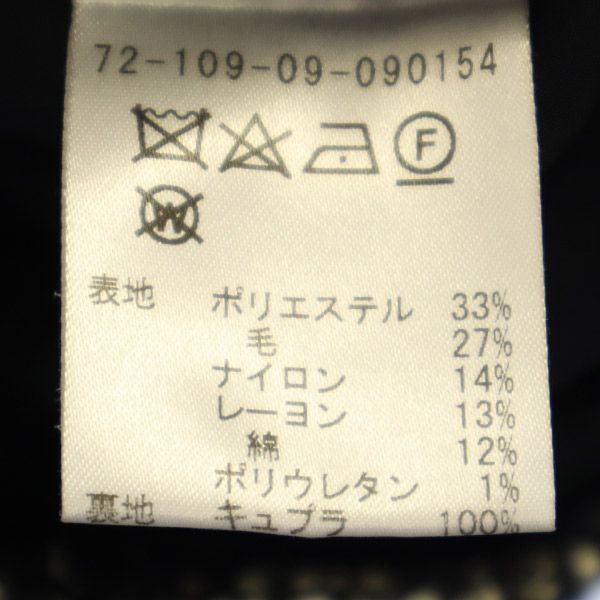 72-109-09-090154
F
W
表地 ポリエステル 33%
毛 27%
ナイロン 14%
レーヨン 13%
綿 12%
ポリウレタン 1%
裏地 キュプラ 100%